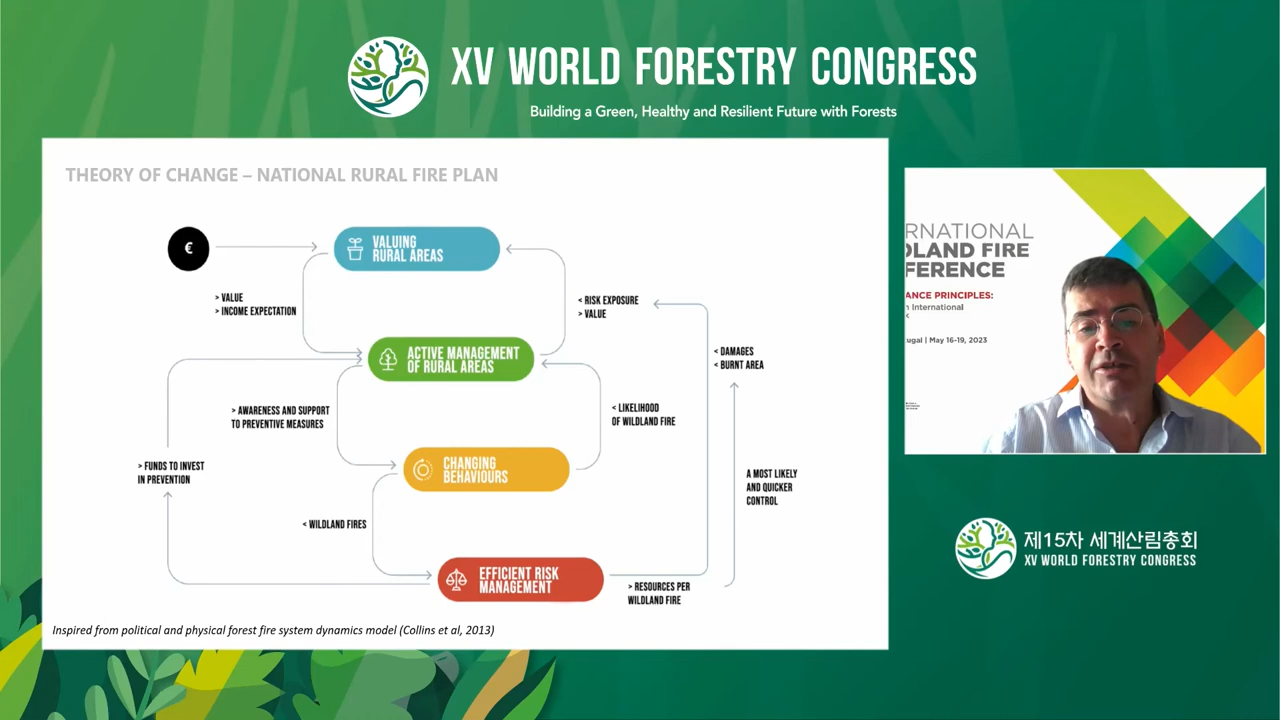 XV WORLD FORESTRY CONGRESS
Building a Green, Healthy and Resilient Future with Forests
THEORY OF CHANGE – NATIONAL RURAL FIRE PLAN
€
VALUING
RURAL AREAS
> VALUE
> INCOME EXPECTATION
< RISK EXPOSURE
> VALUE
ACTIVE MANAGEMENT
OF RURAL AREAS
< DAMAGES
< BURNT AREA
> AWARENESS AND SUPPORT
TO PREVENTIVE MEASURES
< LIKELIHOOD
OF WILDLAND FIRE
> FUNDS TO INVEST
IN PREVENTION
CHANGING
BEHAVIOURS
A MOST LIKELY
AND QUICKER
CONTROL
< WILDLAND FIRES
EFFICIENT RISK
MANAGEMENT
> RESOURCES PER
WILDLAND FIRE
Inspired from political and physical forest fire system dynamics model (Collins et al, 2013)
RNATIONAL
DLAND FIRE
FERENCE
ANCE PRINCIPLES:
n International
tugal | May 16-19, 2023
제15차 세계산림총회
XV WORLD FORESTRY CONGRESS